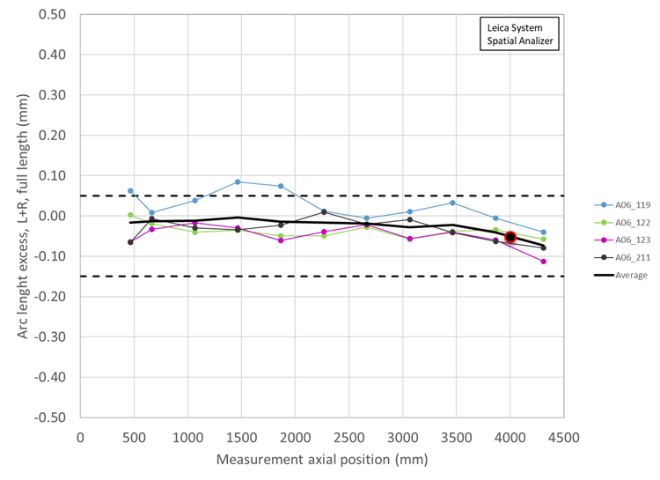 0.50
0.40
0.30
0.20
0.10
0.00
-0.10
-0.20
-0.30
-0.40
-0.50
Arc lenght excess, L+R, full length (mm)
Leica System
Spatial Analizer
A06_119
A06_122
A06_123
A06_211
Average
0 500 1000 1500 2000 2500 3000 3500 4000 4500
Measurement axial position (mm)